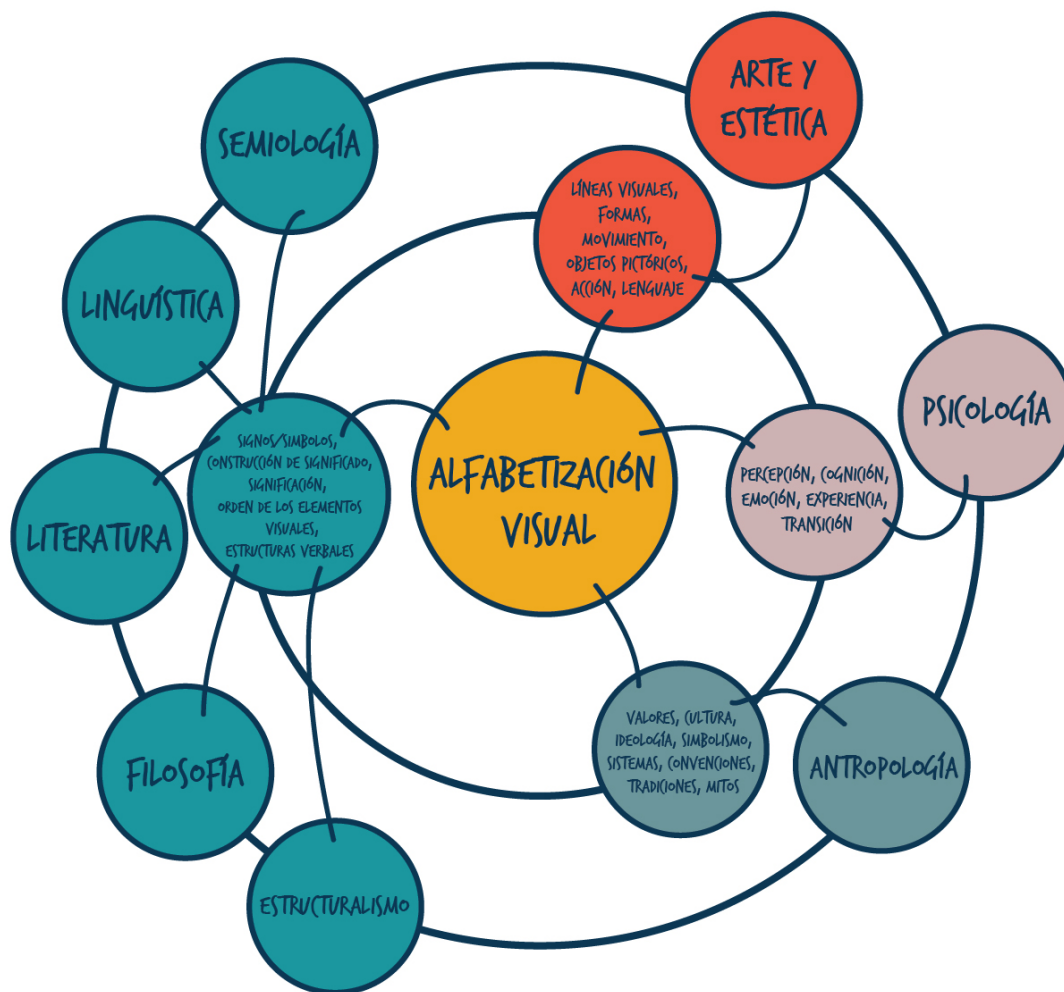 ARTE Y
ESTÉTICA
SEMIOLOGÍA
LÍNEAS VISUALES,
FORMAS,
MOVIMIENTO,
OBJETOS PICTÓRICOS,
ACCIÓN, LENGUAJE
LINGUÍSTICA
PSICOLOGÍA
SIGNOS/SIMBOLOS,
CONSTRUCCIÓN DE SIGNIFICADO,
SIGNIFICACIÓN,
ORDEN DE LOS ELEMENTOS
VISUALES,
ESTRUCTURAS VERBALES
ALFABETIZACIÓN
VISUAL
PERCEPCIÓN, COGNICIÓN,
EMOCIÓN, EXPERIENCIA,
TRANSICIÓN
LITERATURA
VALORES, CULTURA,
IDEOLOGÍA, SIMBOLISMO,
SISTEMAS, CONVENCIONES,
TRADICIONES, MITOS
FILOSOFÍA
ANTROPOLOGÍA
ESTRUCTURALISMO